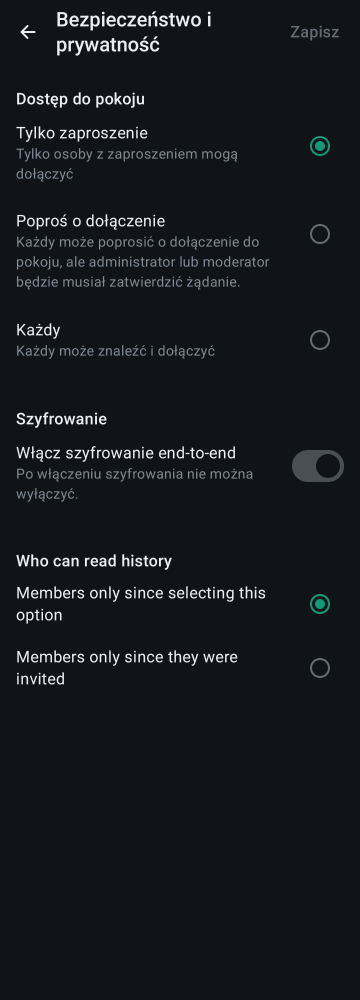 Bezpieczeństwo i
prywatność
Zapisz
Dostęp do pokoju
Tylko zaproszenie
Tylko osoby z zaproszeniem mogą
dołączyć
Poproś o dołączenie
Każdy może poprosić o dołączenie do
pokoju, ale administrator lub moderator
będzie musiał zatwierdzić żądanie.
Każdy
Każdy może znaleźć i dołączyć
Szyfrowanie
Włącz szyfrowanie end-to-end
Po włączeniu szyfrowania nie można
wyłączyć.
Who can read history
Members only since selecting this
option
Members only since they were
invited